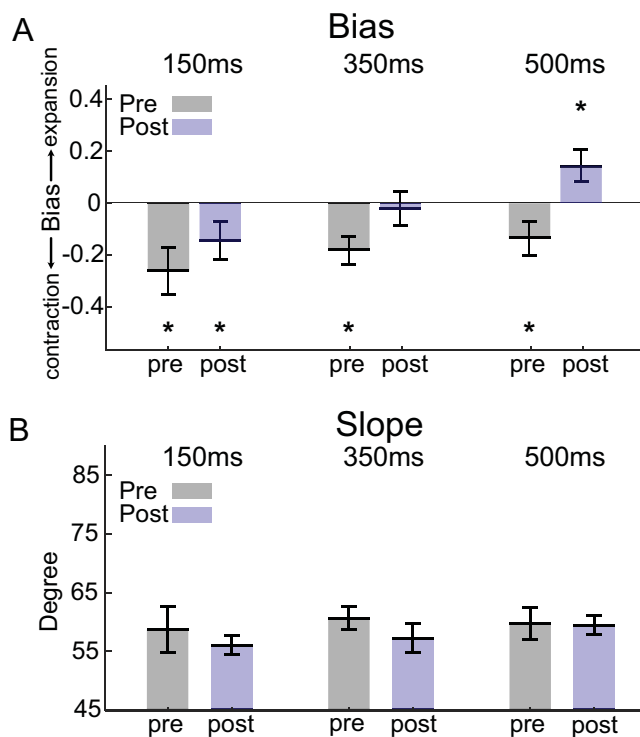 A
Bias
150ms 350ms 500ms
Pre
Post
contraction ← Bias → expansion
0.4
0.2
0
-0.2
-0.4
*
* * * *
pre post pre post pre post
B
Slope
150ms 350ms 500ms
Pre
Post
Degree
85
75
65
55
45
pre post pre post pre post